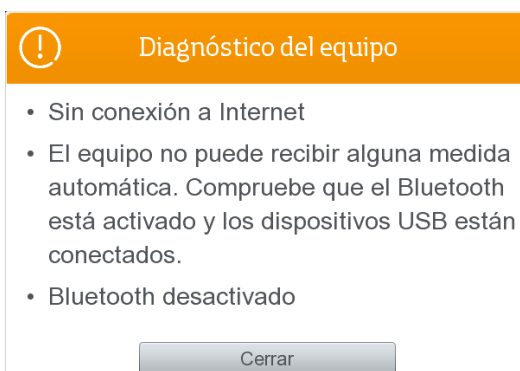 Diagnóstico del equipo
• Sin conexión a Internet
• El equipo no puede recibir alguna medida
automática. Compruebe que el Bluetooth
está activado y los dispositivos USB están
conectados.
• Bluetooth desactivado
Cerrar